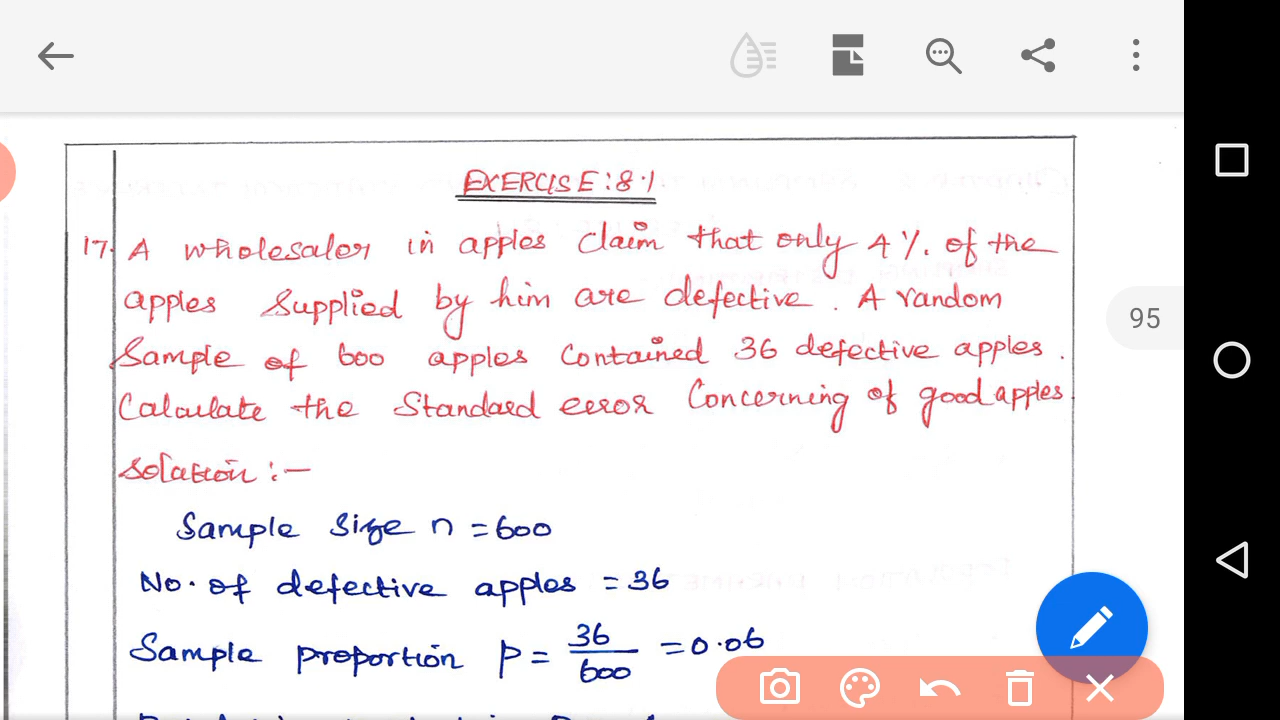 EXERCISE : 8.1
17. A wholesaler in apples claim that only 4%. of the
apples Supplied by him are defective. A random
Sample of 600 apples contained 36 defective apples.
Calculate the Standard error Concerning of good apples.
Solution :-
Sample size n = 600
No. of defective apples = 36
Sample proportion p = 36/600 = 0.06
95